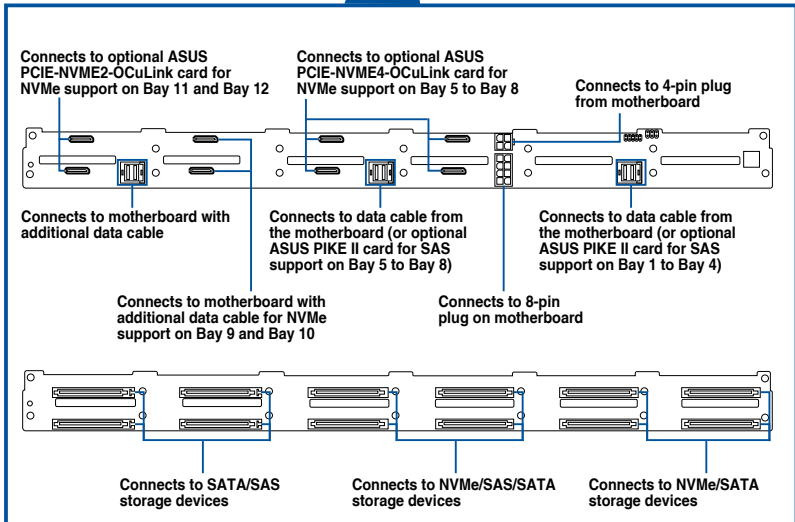 Connects to optional ASUS
PCIE-NVME2-OCuLink card for
NVMe support on Bay 11 and Bay 12
Connects to optional ASUS
PCIE-NVME4-OCuLink card for
NVMe support on Bay 5 to Bay 8
Connects to 4-pin plug
from motherboard
Connects to motherboard with
additional data cable
Connects to data cable from
the motherboard (or optional
ASUS PIKE II card for SAS
support on Bay 5 to Bay 8)
Connects to data cable from
the motherboard (or optional
ASUS PIKE II card for SAS
support on Bay 1 to Bay 4)
Connects to motherboard with
additional data cable for NVMe
support on Bay 9 and Bay 10
Connects to 8-pin
plug on motherboard
Connects to SATA/SAS
storage devices
Connects to NVMe/SAS/SATA
storage devices
Connects to NVMe/SATA
storage devices